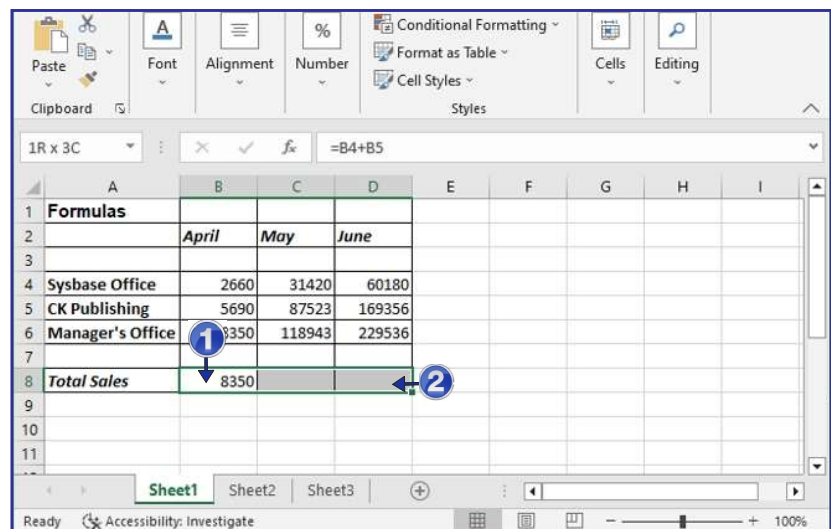 Conditional Formatting
Format as Table
Cell Styles
Paste
Font
Alignment
Number
Cells
Editing
Clipboard
Styles
1R x 3C
fx
=B4+B5
A B C D E F G H I
1 Formulas
2 April May June
3
4 Sysbase Office 2660 31420 60180
5 CK Publishing 5690 87523 169356
6 Manager's Office 8350 118943 229536
7
8 Total Sales 8350
9
10
11
1
2
Sheet1 Sheet2 Sheet3
Ready Accessibility: Investigate 100%